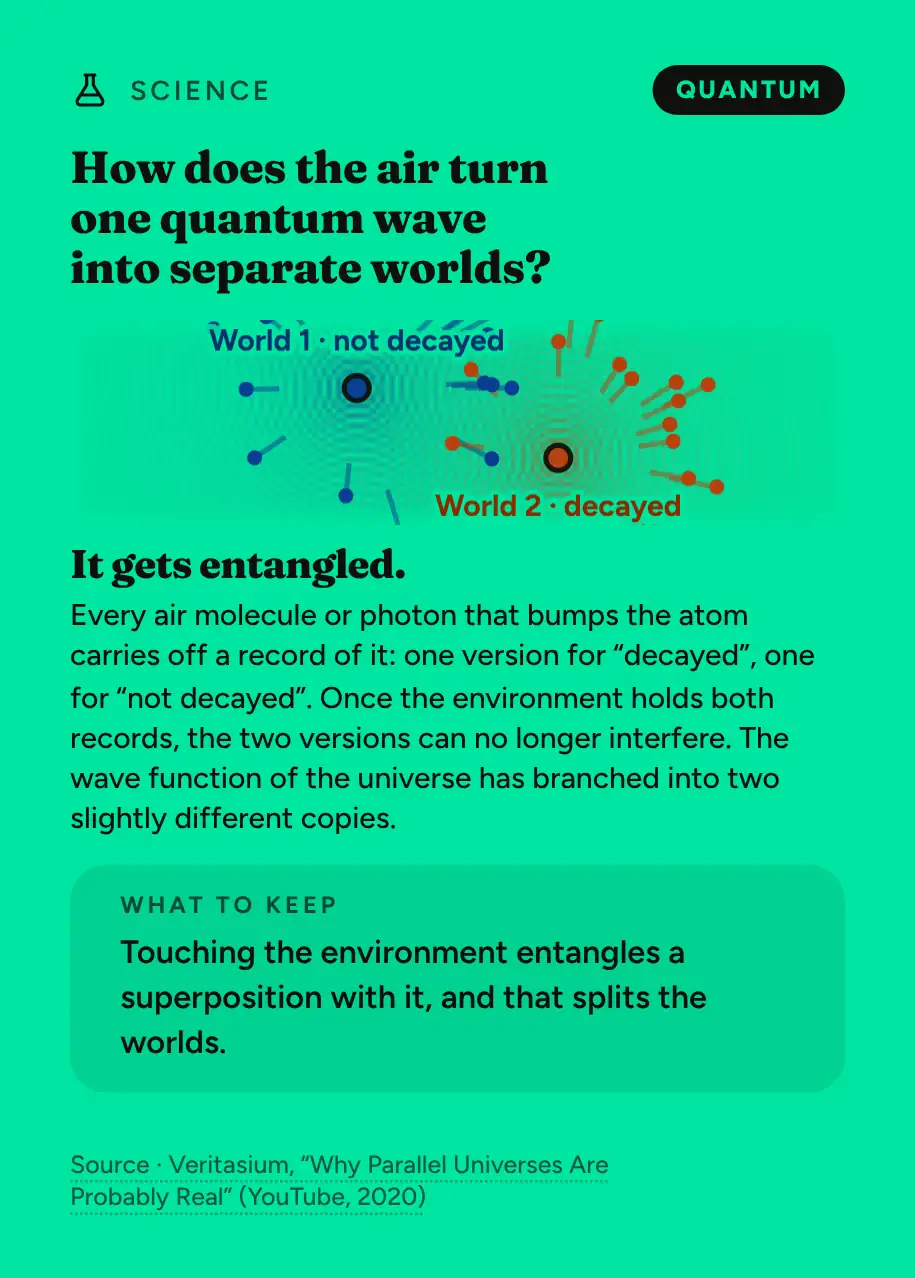 SCIENCE
QUANTUM
How does the air turn
one quantum wave
into separate worlds?
World 1 · not decayed
World 2 · decayed
It gets entangled.
Every air molecule or photon that bumps the atom
carries off a record of it: one version for “decayed”, one
for “not decayed”. Once the environment holds both
records, the two versions can no longer interfere. The
wave function of the universe has branched into two
slightly different copies.
WHAT TO KEEP
Touching the environment entangles a
superposition with it, and that splits the
worlds.
Source · Veritasium, “Why Parallel Universes Are
Probably Real” (YouTube, 2020)